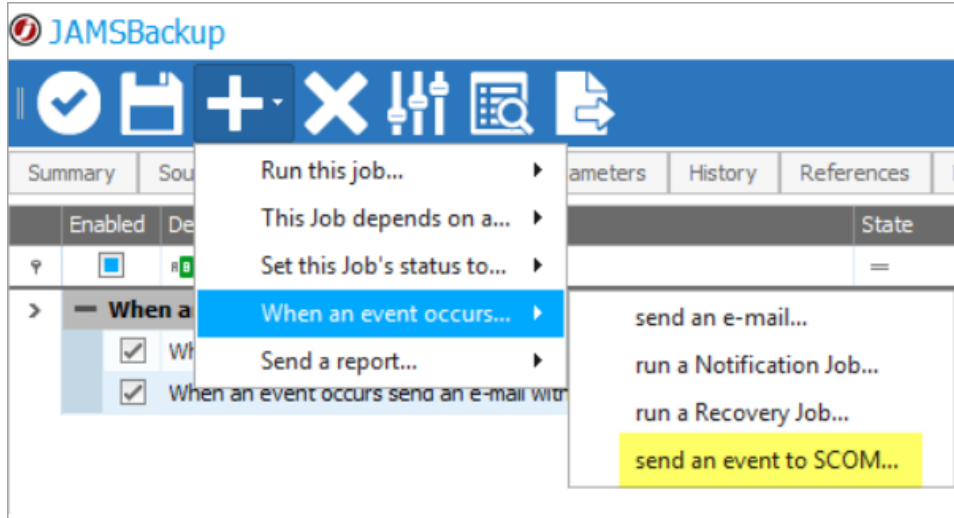 JAMSBackup
Summary
Sou
ameters
History
References
Run this job...
This Job depends on a...
Set this Job's status to...
When an event occurs...
Send a report...
Enabled
De
State
=
When a
send an e-mail...
run a Notification Job...
run a Recovery Job...
send an event to SCOM...
Wh
When an event occurs send an e-mail with